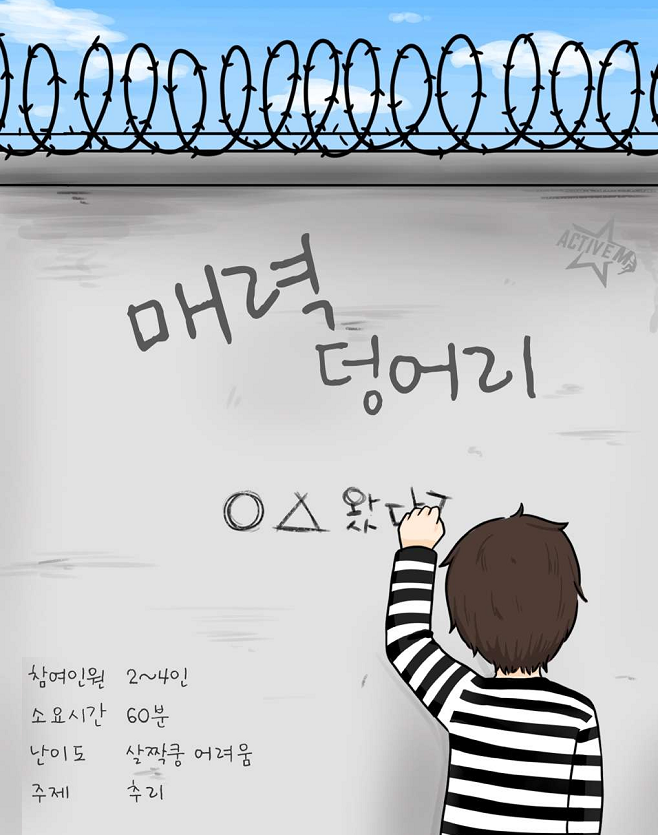 ACTIVE M
매력
덩어리
○△ 왔다
참여인원 2~4인
소요시간 60분
난이도 살짝쿵 어려움
주제 추리